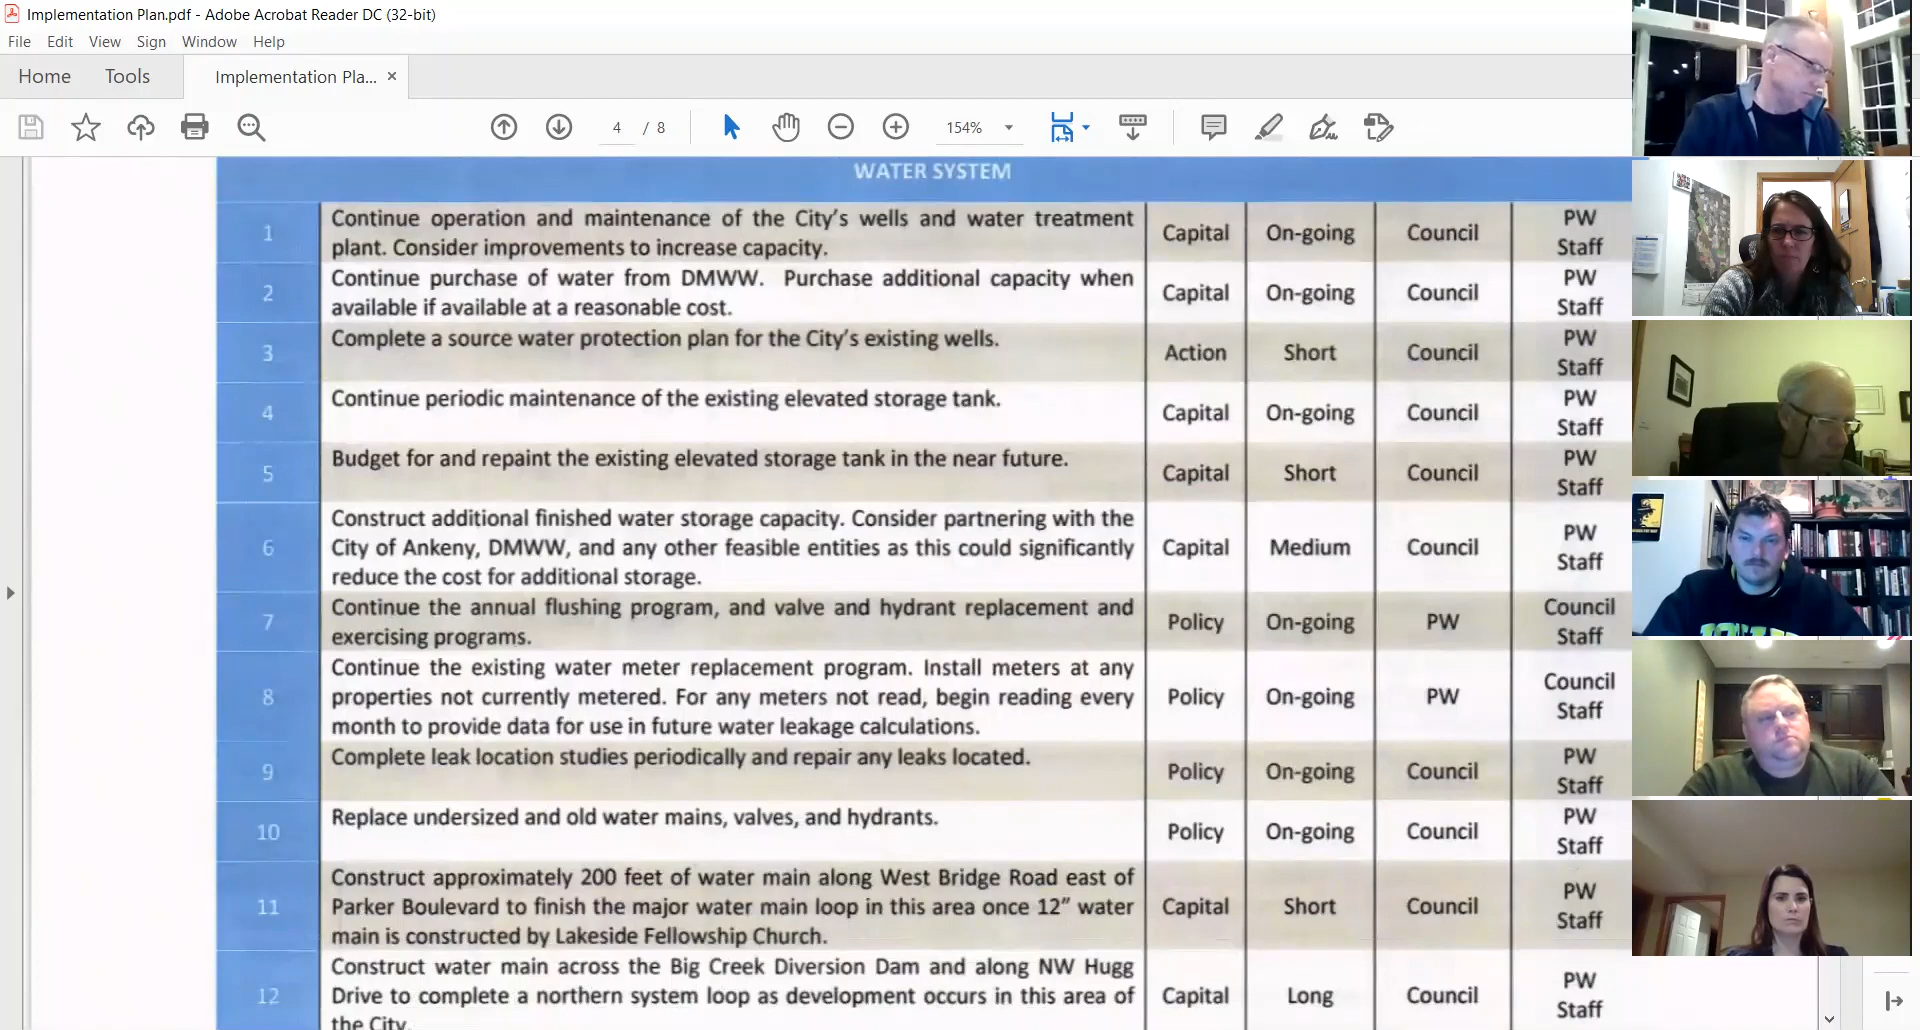 Implementation Plan.pdf - Adobe Acrobat Reader DC (32-bit)
File Edit View Sign Window Help
Home Tools Implementation Pla... ×
4 / 8 154%
WATER SYSTEM
1 Continue operation and maintenance of the City's wells and water treatment plant. Consider improvements to increase capacity. Capital On-going Council PW Staff
2 Continue purchase of water from DMWW. Purchase additional capacity when available if available at a reasonable cost. Capital On-going Council PW Staff
3 Complete a source water protection plan for the City's existing wells. Action Short Council PW Staff
4 Continue periodic maintenance of the existing elevated storage tank. Capital On-going Council PW Staff
5 Budget for and repaint the existing elevated storage tank in the near future. Capital Short Council PW Staff
6 Construct additional finished water storage capacity. Consider partnering with the City of Ankeny, DMWW, and any other feasible entities as this could significantly reduce the cost for additional storage. Capital Medium Council PW Staff
7 Continue the annual flushing program, and valve and hydrant replacement and exercising programs. Policy On-going PW Council Staff
8 Continue the existing water meter replacement program. Install meters at any properties not currently metered. For any meters not read, begin reading every month to provide data for use in future water leakage calculations. Policy On-going PW Council Staff
9 Complete leak location studies periodically and repair any leaks located. Policy On-going Council PW Staff
10 Replace undersized and old water mains, valves, and hydrants. Policy On-going Council PW Staff
11 Construct approximately 200 feet of water main along West Bridge Road east of Parker Boulevard to finish the major water main loop in this area once 12" water main is constructed by Lakeside Fellowship Church. Capital Short Council PW Staff
12 Construct water main across the Big Creek Diversion Dam and along NW Hugg Drive to complete a northern system loop as development occurs in this area of the City. Capital Long Council PW Staff